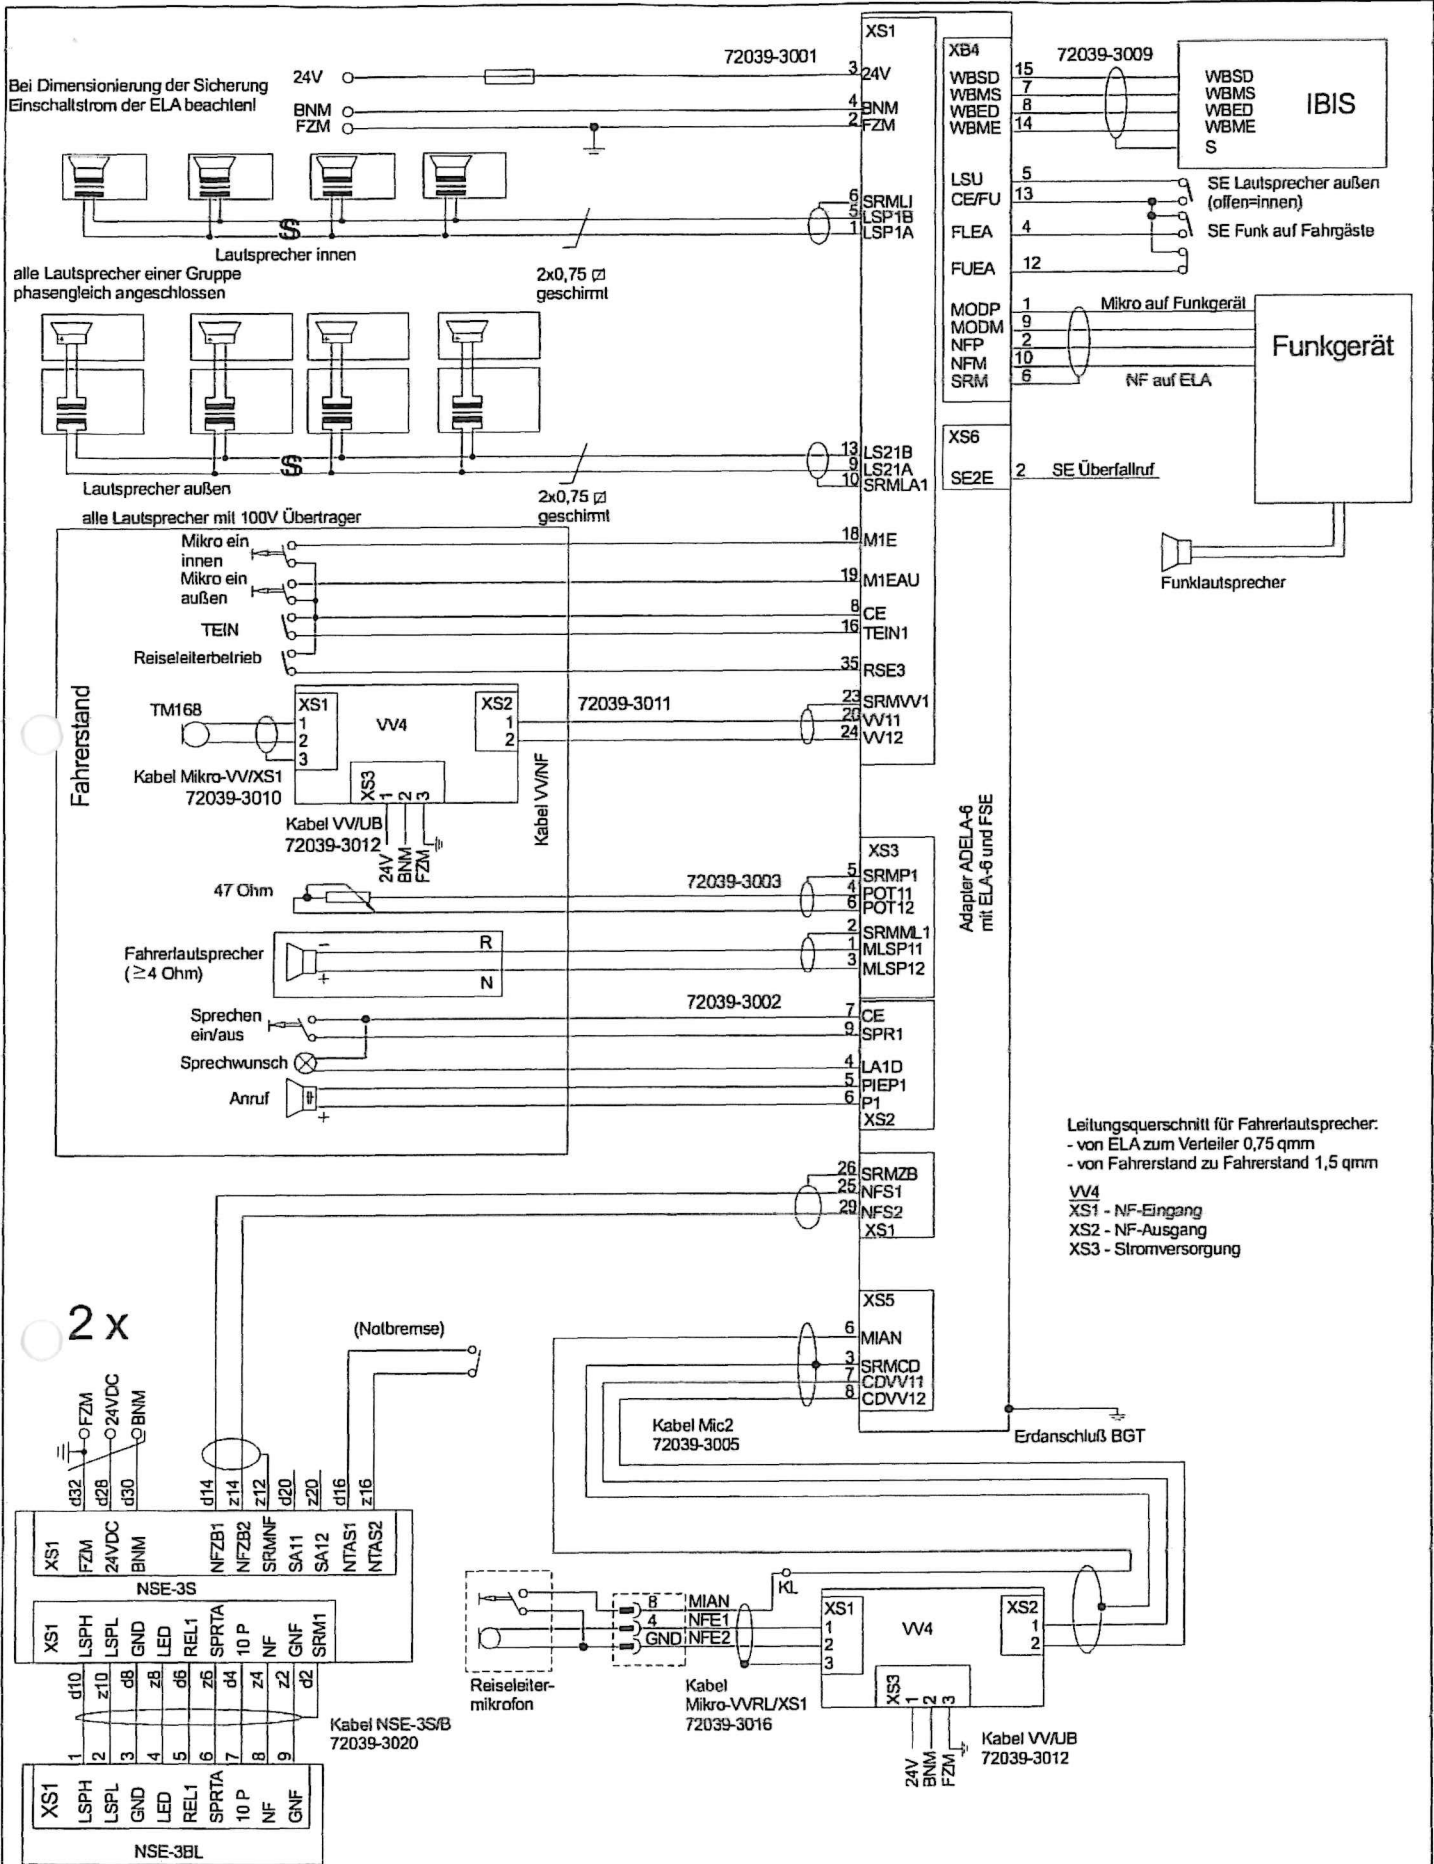 Bei Dimensionierung der Sicherung
Einschaltstrom der ELA beachten!
24V
BNM
FZM
72039-3001
XS1
3 24V
4 BNM
2 FZM
6 SRMLI
5 LSP1B
1 LSP1A
Lautsprecher innen
2x0,75
geschirmt
alle Lautsprecher einer Gruppe
phasengleich angeschlossen
13 LS21B
9 LS21A
10 SRMLA1
Lautsprecher außen
2x0,75
geschirmt
alle Lautsprecher mit 100V Übertrager
XB4
72039-3009
WBSD 15 WBSD
WBMS 7 WBMS
WBED 8 WBED
WBME 14 WBME
S
IBIS
LSU 5
CE/FU 13
FLEA 4
FUEA 12
SE Lautsprecher außen
(offen=innen)
SE Funk auf Fahrgäste
MODP 1 Mikro auf Funkgerät
MODM 9
NFP 2
NFM 10
SRM 6
NF auf ELA
Funkgerät
XS6
SE2E 2 SE Überfallruf
Funklautsprecher
Fahrerstand
Mikro ein
innen
Mikro ein
außen
TEIN
Reiseleiterbetrieb
18 M1E
19 M1EAU
8 CE
16 TEIN1
35 RSE3
TM168
XS1
1
2
3
VV4
XS2
1
2
XS3
1 2 3
72039-3011
23 SRMVV1
20 VV11
24 VV12
Kabel Mikro-VV/XS1
72039-3010
Kabel VV/UB
72039-3012
24V
BNM
FZM
Kabel VV/NF
Adapter ADELA-6
mit ELA-6 und FSE
47 Ohm
72039-3003
XS3
5 SRMP1
4 POT11
6 POT12
Fahrerlautsprecher
(≥4 Ohm)
-
+
R
N
2 SRMML1
1 MLSP11
3 MLSP12
Sprechen
ein/aus
Sprechwunsch
Anruf
+
72039-3002
7 CE
9 SPR1
4 LA1D
5 PIEP1
6 P1
XS2
Leitungsquerschnitt für Fahrerlautsprecher:
- von ELA zum Verteiler 0,75 qmm
- von Fahrerstand zu Fahrerstand 1,5 qmm
VV4
XS1 - NF-Eingang
XS2 - NF-Ausgang
XS3 - Stromversorgung
26 SRMZB
25 NFS1
29 NFS2
XS1
2 x
(Notbremse)
XS5
6 MIAN
3 SRMCD
7 CDVV11
8 CDVV12
Kabel Mic2
72039-3005
Erdanschluß BGT
FZM
24VDC
BNM
d32 d28 d30 d14 z14 z12 d20 z20 d16 z16
XS1 FZM 24VDC BNM NFZB1 NFZB2 SRMNF SA11 SA12 NTAS1 NTAS2
NSE-3S
XS1 LSPH LSPL GND LED REL1 SPRTA 10 P NF GNF SRM1
d10 z10 d8 z8 d6 z6 d4 z4 z2 d2
Kabel NSE-3S/B
72039-3020
1 2 3 4 5 6 7 8 9
XS1 LSPH LSPL GND LED REL1 SPRTA 10 P NF GNF
NSE-3BL
Reiseleiter-
mikrofon
8 MIAN
4 NFE1
GND NFE2
KL
XS1
1
2
3
VV4
XS2
1
2
XS3
1 2 3
Kabel
Mikro-VVRL/XS1
72039-3016
24V
BNM
FZM
Kabel VV/UB
72039-3012